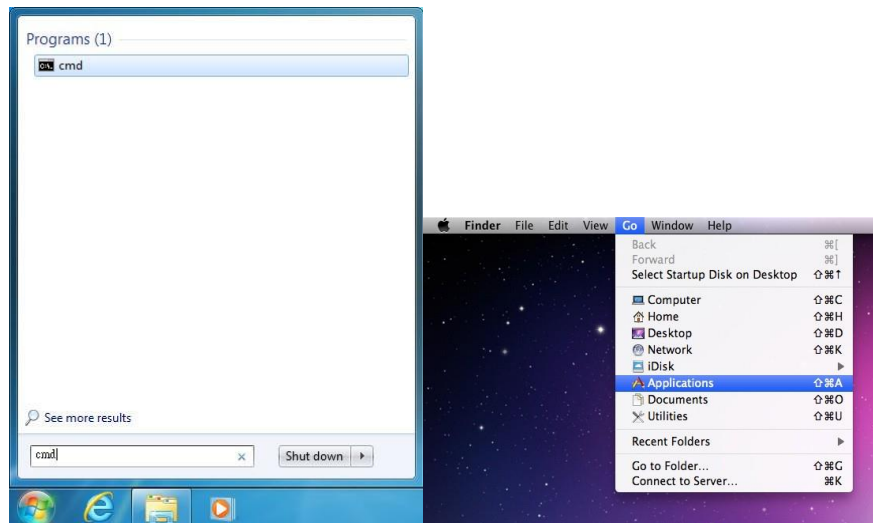 Programs (1)
cmd
See more results
cmd
Shut down
Finder File Edit View Go Window Help
Back ⌘[
Forward ⌘]
Select Startup Disk on Desktop ⇧⌘↑
Computer ⇧⌘C
Home ⇧⌘H
Desktop ⇧⌘D
Network ⇧⌘K
iDisk
Applications ⇧⌘A
Documents ⇧⌘O
Utilities ⇧⌘U
Recent Folders
Go to Folder... ⇧⌘G
Connect to Server... ⌘K